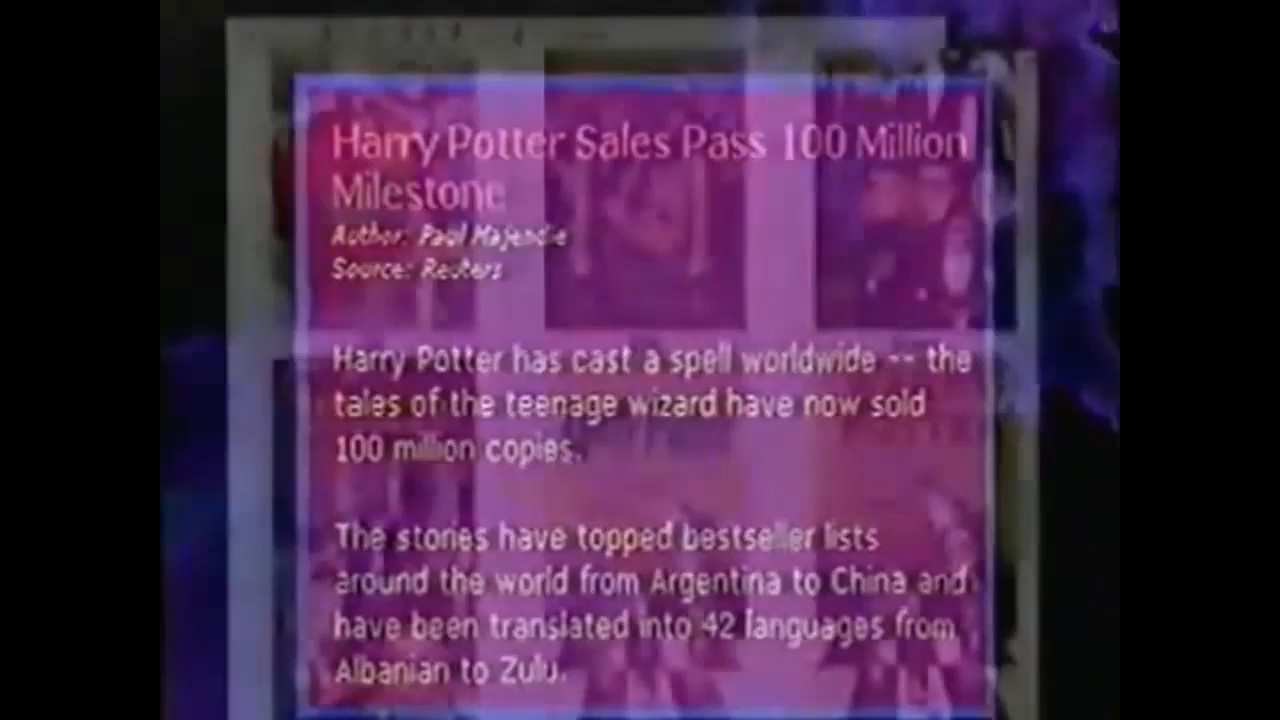 Harry Potter Sales Pass 100 Million
Milestone
Author: Paul Majendie
Source: Reuters
Harry Potter has cast a spell worldwide -- the
tales of the teenage wizard have now sold
100 million copies.
The stories have topped bestseller lists
around the world from Argentina to China and
have been translated into 42 languages from
Albanian to Zulu.